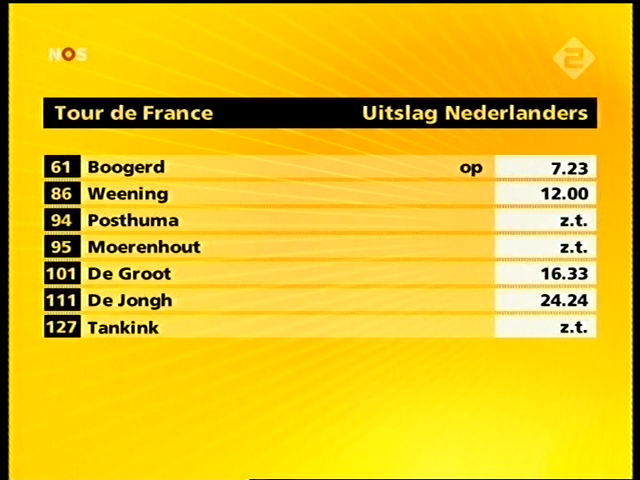 NOS
2
Tour de France Uitslag Nederlanders
61 Boogerd op 7.23
86 Weening 12.00
94 Posthuma z.t.
95 Moerenhout z.t.
101 De Groot 16.33
111 De Jongh 24.24
127 Tankink z.t.